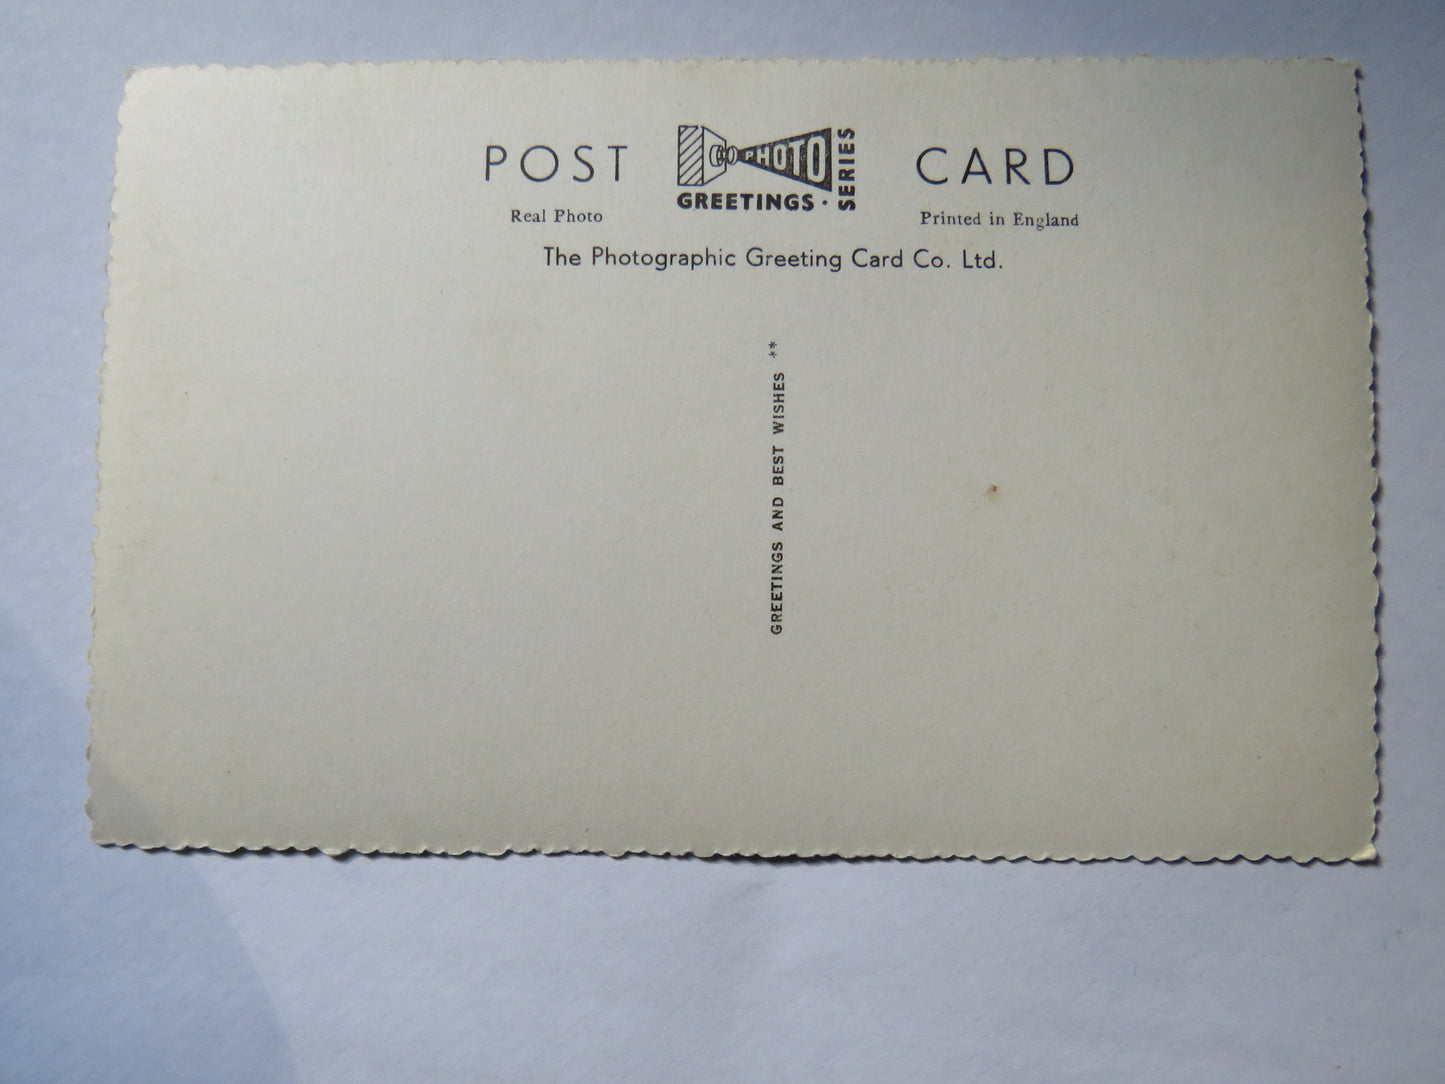 POST PHOTO GREETINGS · SERIES CARD
Real Photo
Printed in England
The Photographic Greeting Card Co. Ltd.
GREETINGS AND BEST WISHES **